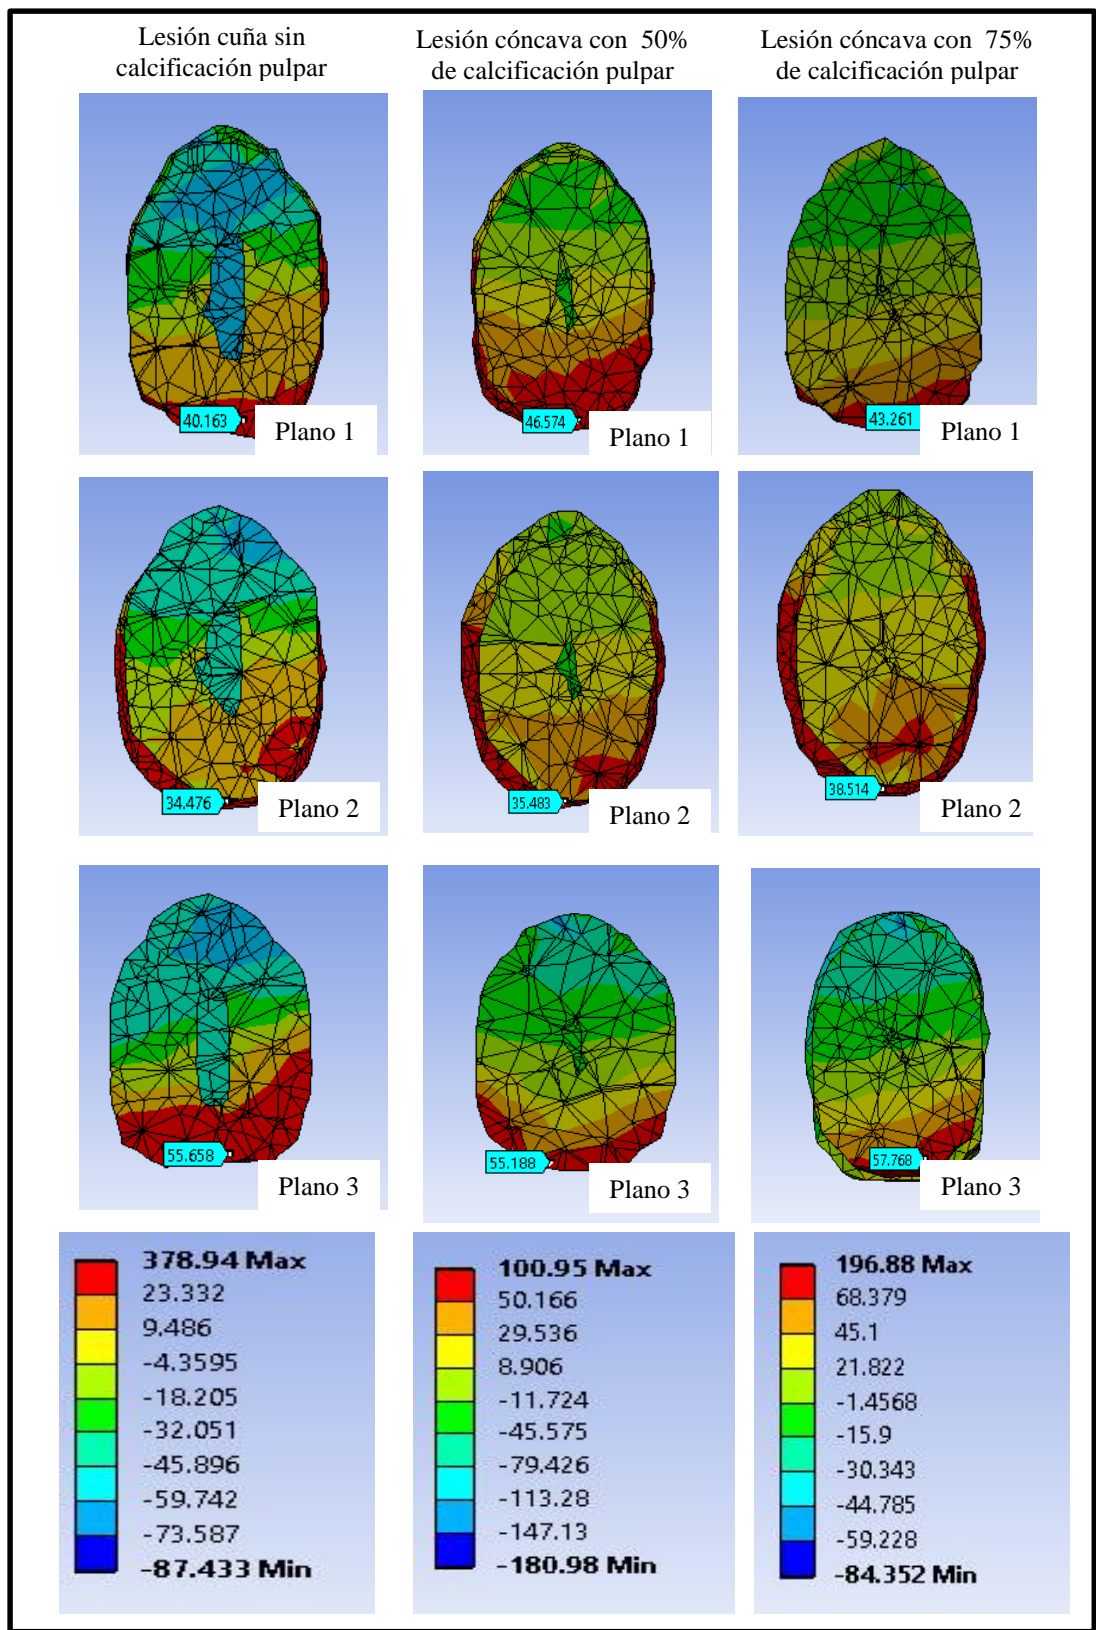 Lesión cuña sin
calcificación pulpar
Lesión cóncava con 50%
de calcificación pulpar
Lesión cóncava con 75%
de calcificación pulpar
40.163
Plano 1
46.574
Plano 1
43.261
Plano 1
34.476
Plano 2
35.483
Plano 2
38.514
Plano 2
55.658
Plano 3
55.188
Plano 3
57.768
Plano 3
378.94 Max
23.332
9.486
-4.3595
-18.205
-32.051
-45.896
-59.742
-73.587
-87.433 Min
100.95 Max
50.166
29.536
8.906
-11.724
-45.575
-79.426
-113.28
-147.13
-180.98 Min
196.88 Max
68.379
45.1
21.822
-1.4568
-15.9
-30.343
-44.785
-59.228
-84.352 Min